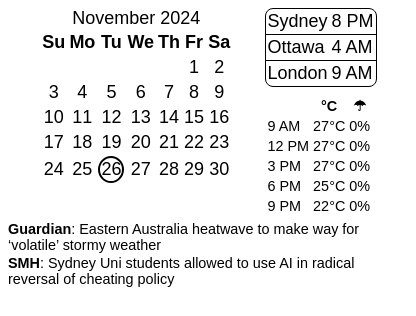 November 2024
Su Mo Tu We Th Fr Sa
1 2
3 4 5 6 7 8 9
10 11 12 13 14 15 16
17 18 19 20 21 22 23
24 25 26 27 28 29 30
Sydney 8 PM
Ottawa 4 AM
London 9 AM
°C ☂
9 AM 27°C 0%
12 PM 27°C 0%
3 PM 27°C 0%
6 PM 25°C 0%
9 PM 22°C 0%
Guardian: Eastern Australia heatwave to make way for
‘volatile’ stormy weather
SMH: Sydney Uni students allowed to use AI in radical
reversal of cheating policy